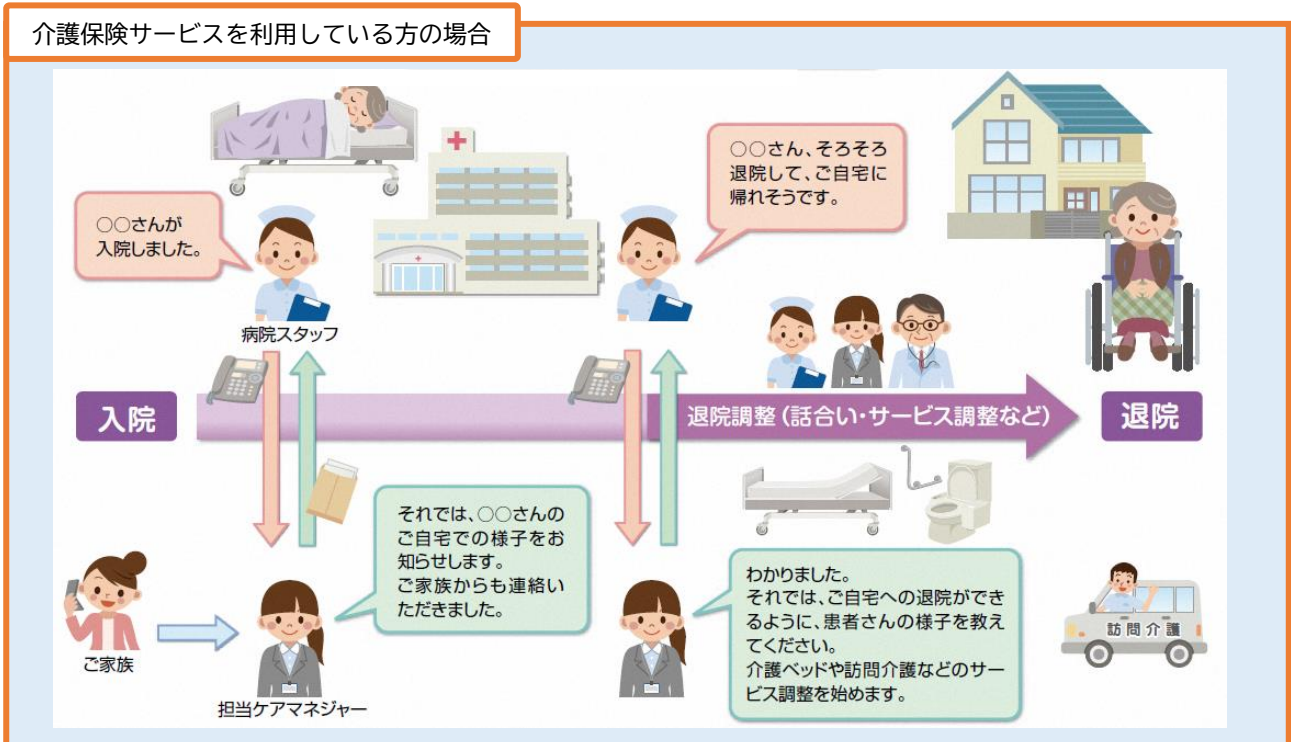 介護保険サービスを利用している方の場合
○○さんが
入院しました。
病院スタッフ
○○さん、そろそろ
退院して、ご自宅に
帰れそうです。
入院
退院調整（話合い・サービス調整など）
退院
それでは、○○さんの
ご自宅での様子をお
知らせします。
ご家族からも連絡い
ただきました。
ご家族
担当ケアマネジャー
わかりました。
それでは、ご自宅への退院ができ
るように、患者さんの様子を教え
てください。
介護ベッドや訪問介護などのサー
ビス調整を始めます。
訪問介護